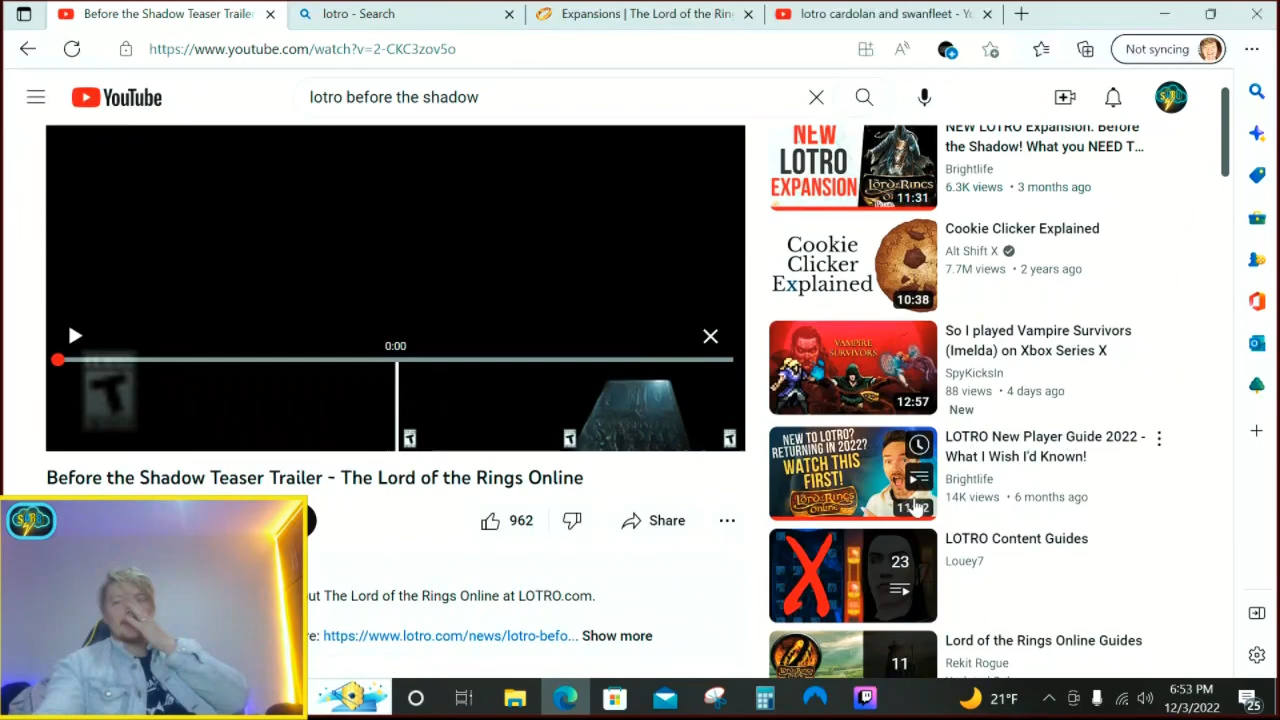 Before the Shadow Teaser Traile
lotro - Search
Expansions | The Lord of the Rin
lotro cardolan and swanfleet - Yo
https://www.youtube.com/watch?v=2-CKC3zov5o
Not syncing
YouTube
lotro before the shadow
NEW LOTRO EXPANSION
THE LORD OF THE RINGS
11:31
NEW LOTRO Expansion: Before
the Shadow! What you NEED T...
Brightlife
6.3K views • 3 months ago
Cookie
Clicker
Explained
10:38
Cookie Clicker Explained
Alt Shift X
7.7M views • 2 years ago
VAMPIRE
SURVIVORS
12:57
So I played Vampire Survivors
(Imelda) on Xbox Series X
SpyKicksIn
88 views • 4 days ago
New
0:00
T
T
T
T
NEW TO LOTRO?
RETURNING IN 2022?
WATCH THIS
FIRST!
LOTRO New Player Guide 2022 -
What I Wish I'd Known!
Brightlife
14K views • 6 months ago
Before the Shadow Teaser Trailer - The Lord of the Rings Online
962
Share
X
23
LOTRO Content Guides
Louey7
ut The Lord of the Rings Online at LOTRO.com.
re: https://www.lotro.com/news/lotro-befo... Show more
11
Lord of the Rings Online Guides
Rekit Rogue
21°F
6:53 PM
12/3/2022
25